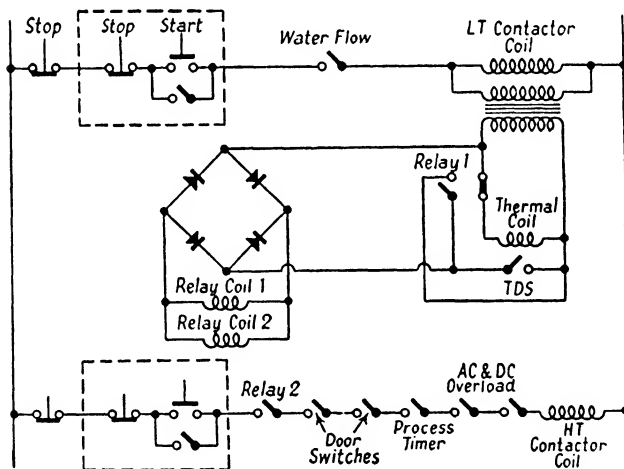 Stop
Stop
Start
Water Flow
LT Contactor
Coil
Relay 1
Thermal
Coil
TDS
Relay Coil 1
Relay Coil 2
Relay 2
Door
Switches
Process
Timer
AC & DC
Overload
HT
Contactor
Coil